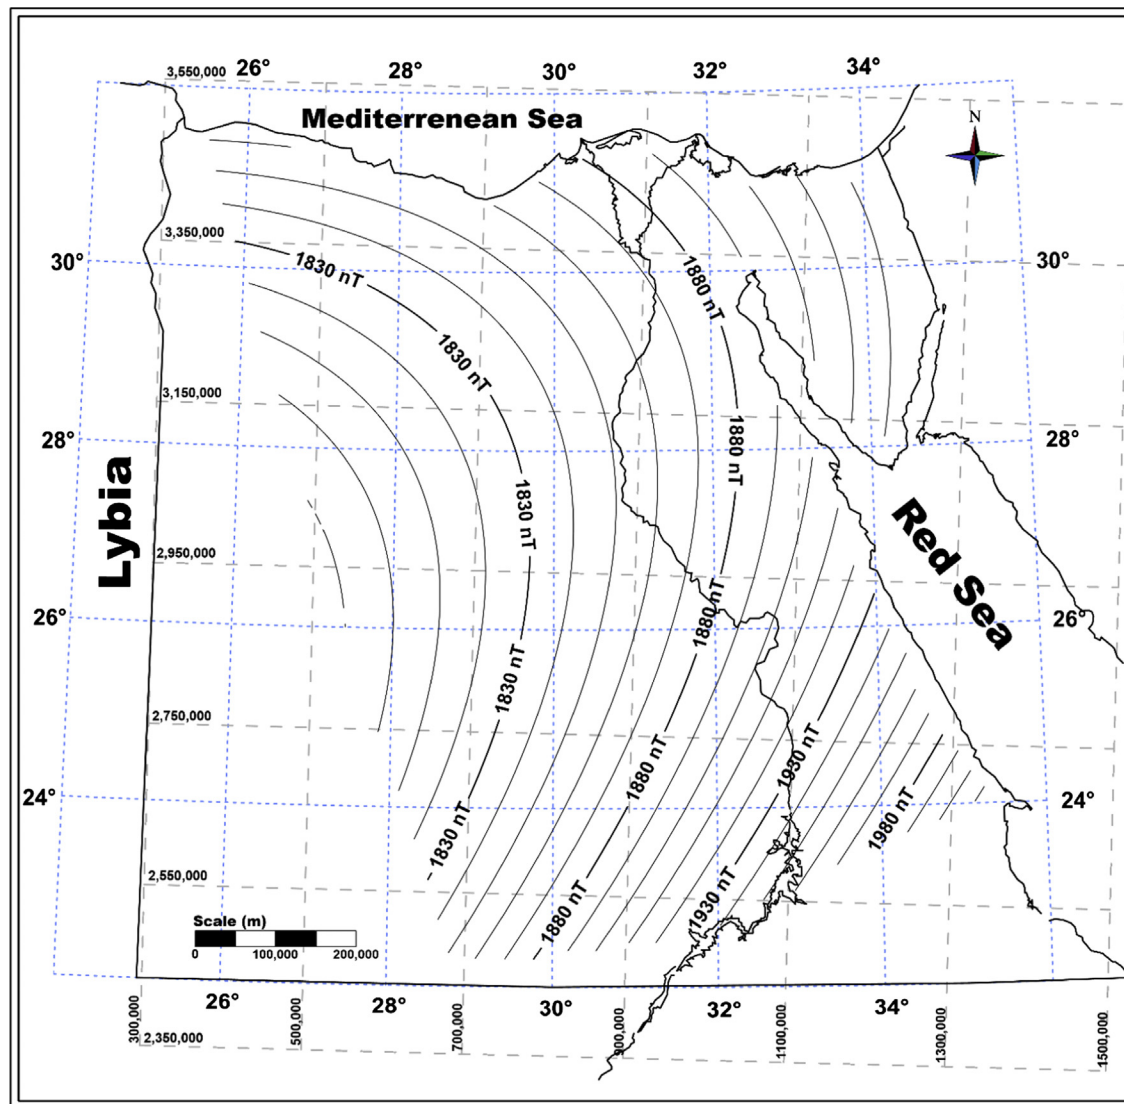 3,550,000
26°
28°
30°
32°
34°
Mediterrenean Sea
N
3,350,000
30°
30°
1830 nT
1880 nT
1830 nT
3,150,000
28°
28°
1880 nT
Lybia
1830 nT
Red Sea
2,950,000
26°
26°
1880 nT
1830 nT
2,750,000
1930 nT
1880 nT
24°
24°
1980 nT
1830 nT
2,550,000
1930 nT
1880 nT
Scale (m)
0 100,000 200,000
26°
28°
30°
32°
34°
300,000
500,000
700,000
900,000
1100,000
1300,000
1500,000
2,350,000